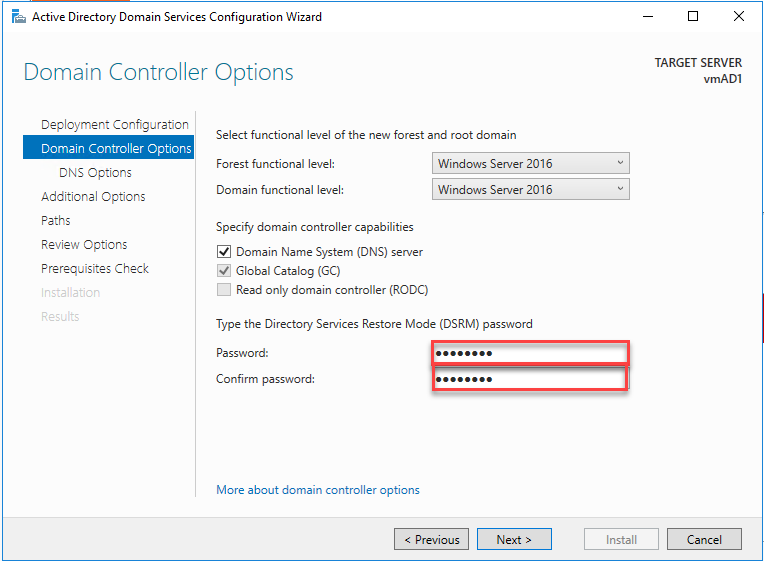 Active Directory Domain Services Configuration Wizard
Domain Controller Options
TARGET SERVER
vmAD1
Deployment Configuration
Domain Controller Options
DNS Options
Additional Options
Paths
Review Options
Prerequisites Check
Installation
Results
Select functional level of the new forest and root domain
Forest functional level: Windows Server 2016
Domain functional level: Windows Server 2016
Specify domain controller capabilities
Domain Name System (DNS) server
Global Catalog (GC)
Read only domain controller (RODC)
Type the Directory Services Restore Mode (DSRM) password
Password: ●●●●●●●●
Confirm password: ●●●●●●●●
More about domain controller options
< Previous Next > Install Cancel